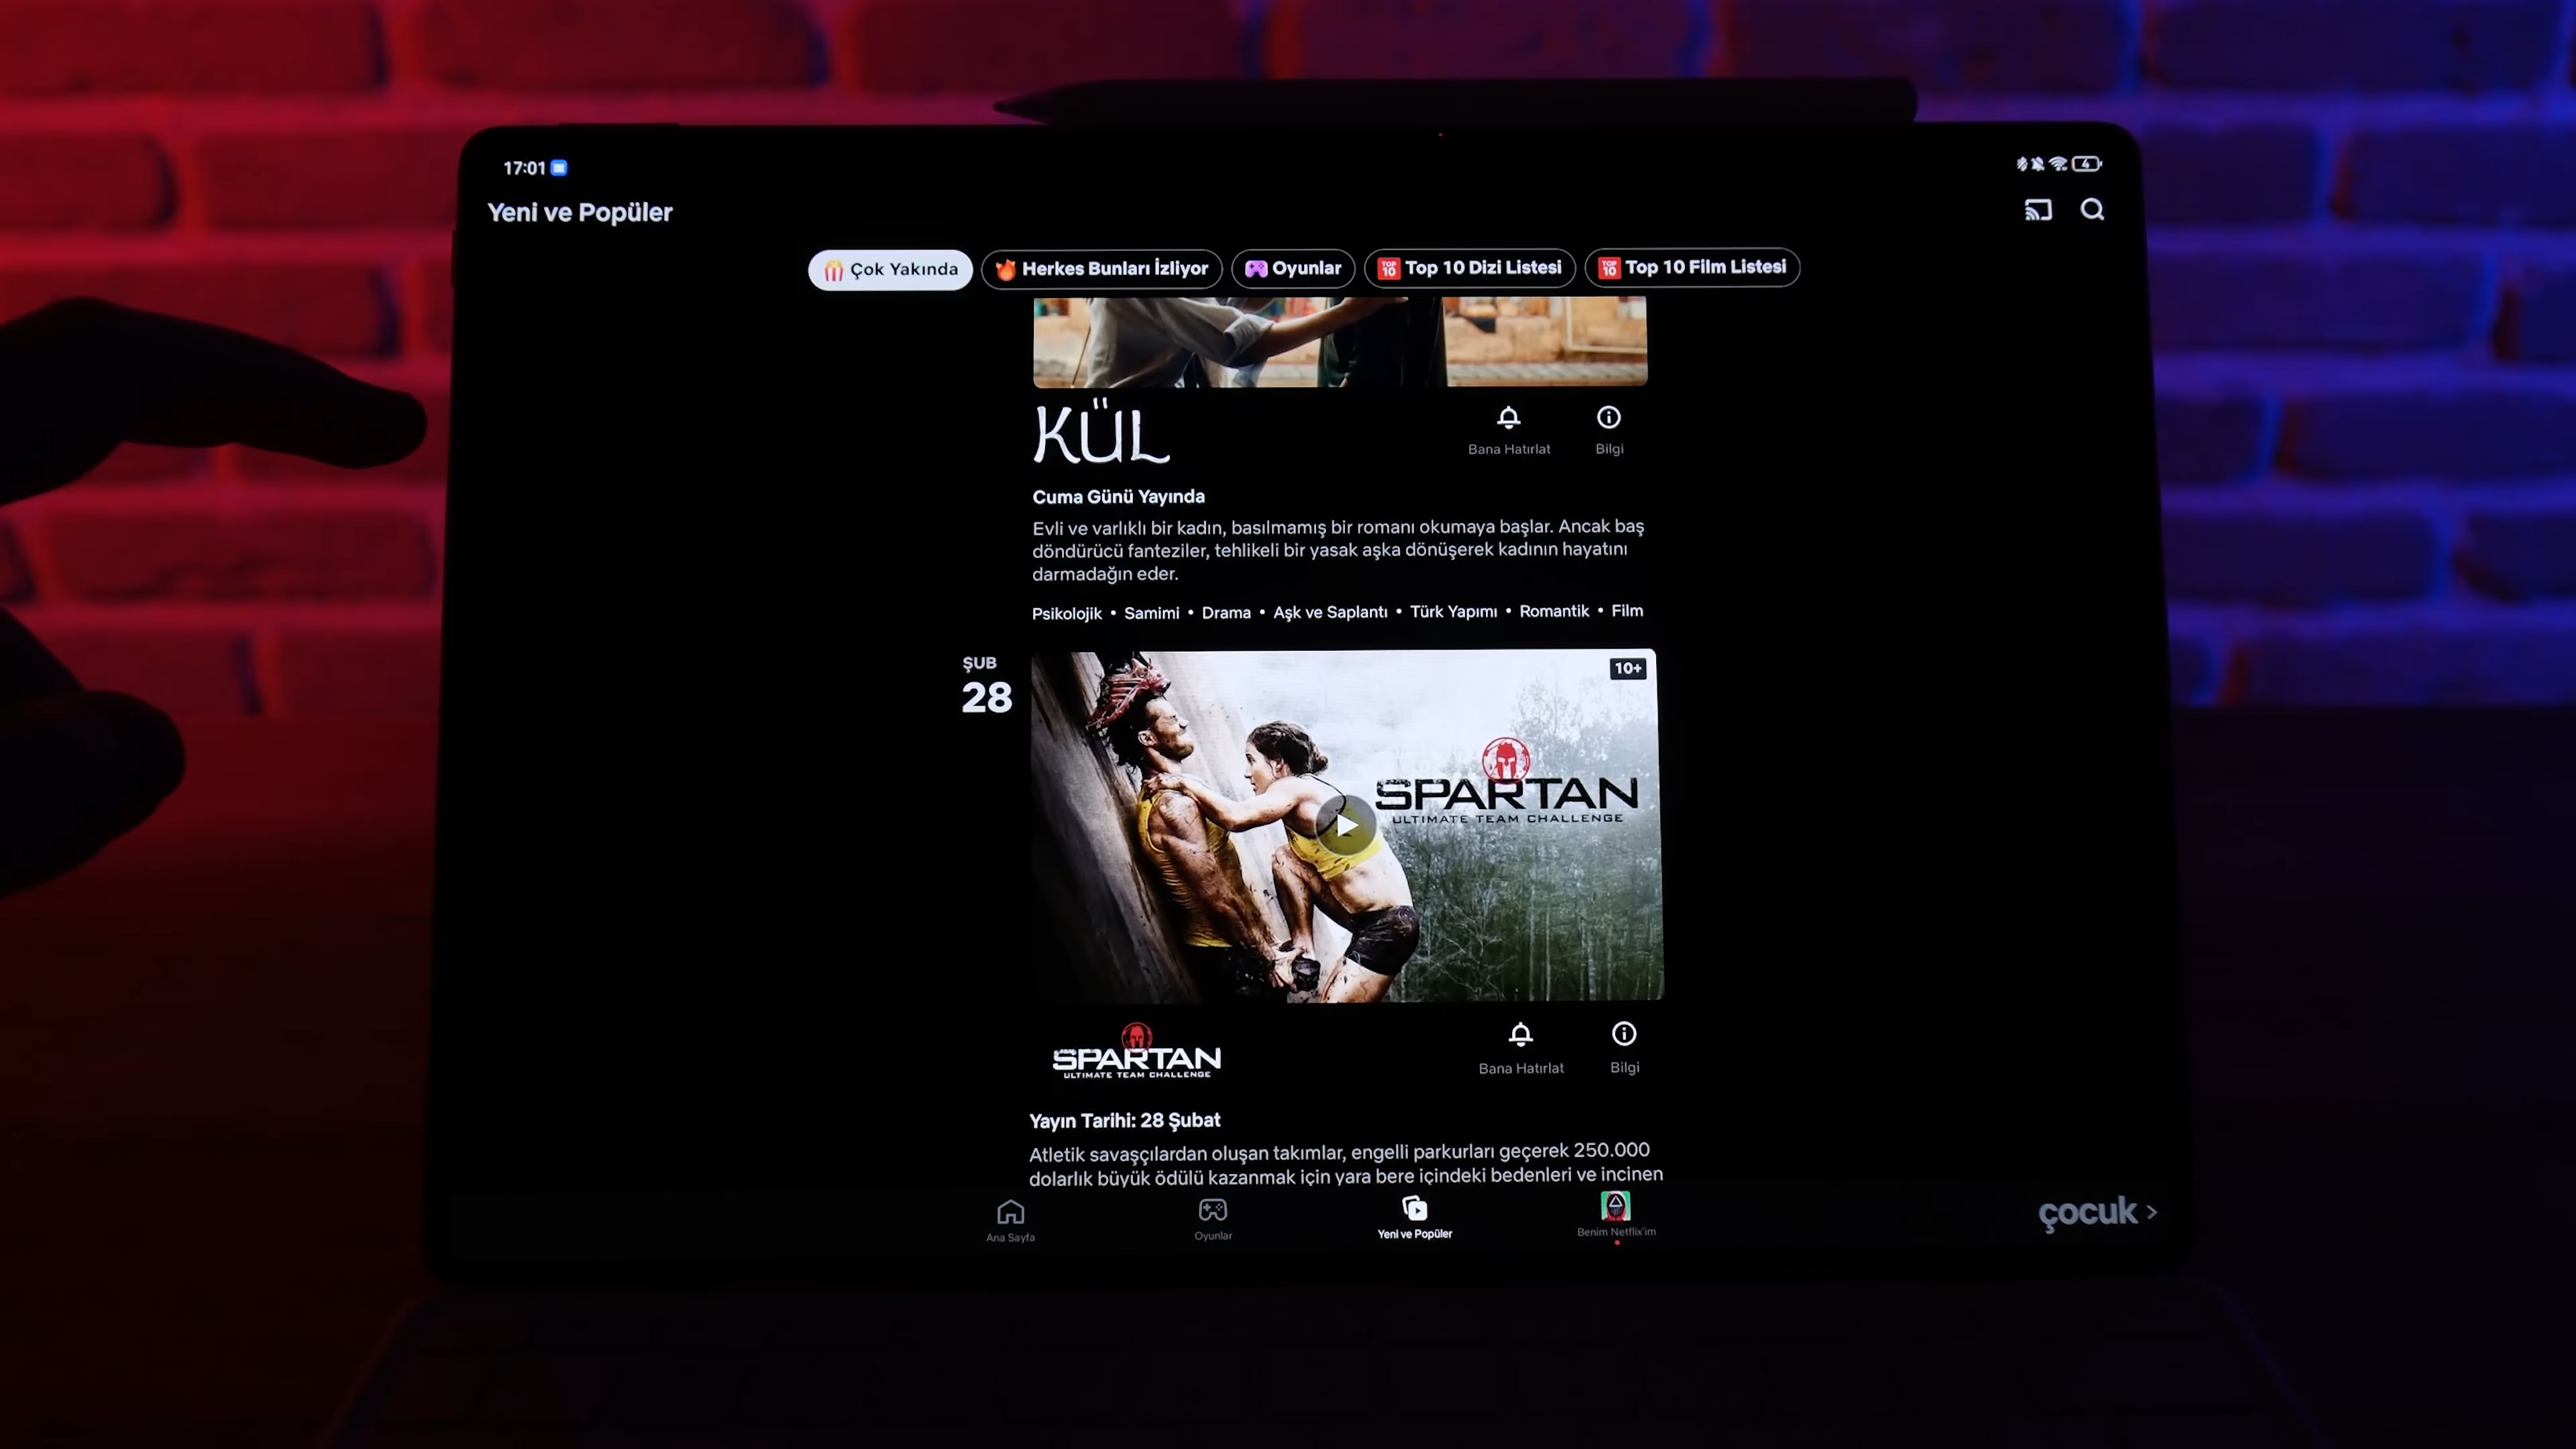 17:01
4
Yeni ve Popüler
Çok Yakında
Herkes Bunları İzliyor
Oyunlar
TOP 10 Top 10 Dizi Listesi
TOP 10 Top 10 Film Listesi
KÜL
Bana Hatırlat
Bilgi
Cuma Günü Yayında
Evli ve varlıklı bir kadın, basılmamış bir romanı okumaya başlar. Ancak baş
döndürücü fanteziler, tehlikeli bir yasak aşka dönüşerek kadının hayatını
darmadağın eder.
Psikolojik • Samimi • Drama • Aşk ve Saplantı • Türk Yapımı • Romantik • Film
ŞUB
28
10+
SPARTAN
ULTIMATE TEAM CHALLENGE
SPARTAN
ULTIMATE TEAM CHALLENGE
Bana Hatırlat
Bilgi
Yayın Tarihi: 28 Şubat
Atletik savaşçılardan oluşan takımlar, engelli parkurları geçerek 250.000
dolarlık büyük ödülü kazanmak için yara bere içindeki bedenleri ve incinen
Ana Sayfa
Oyunlar
Yeni ve Popüler
Benim Netflix'im
çocuk >